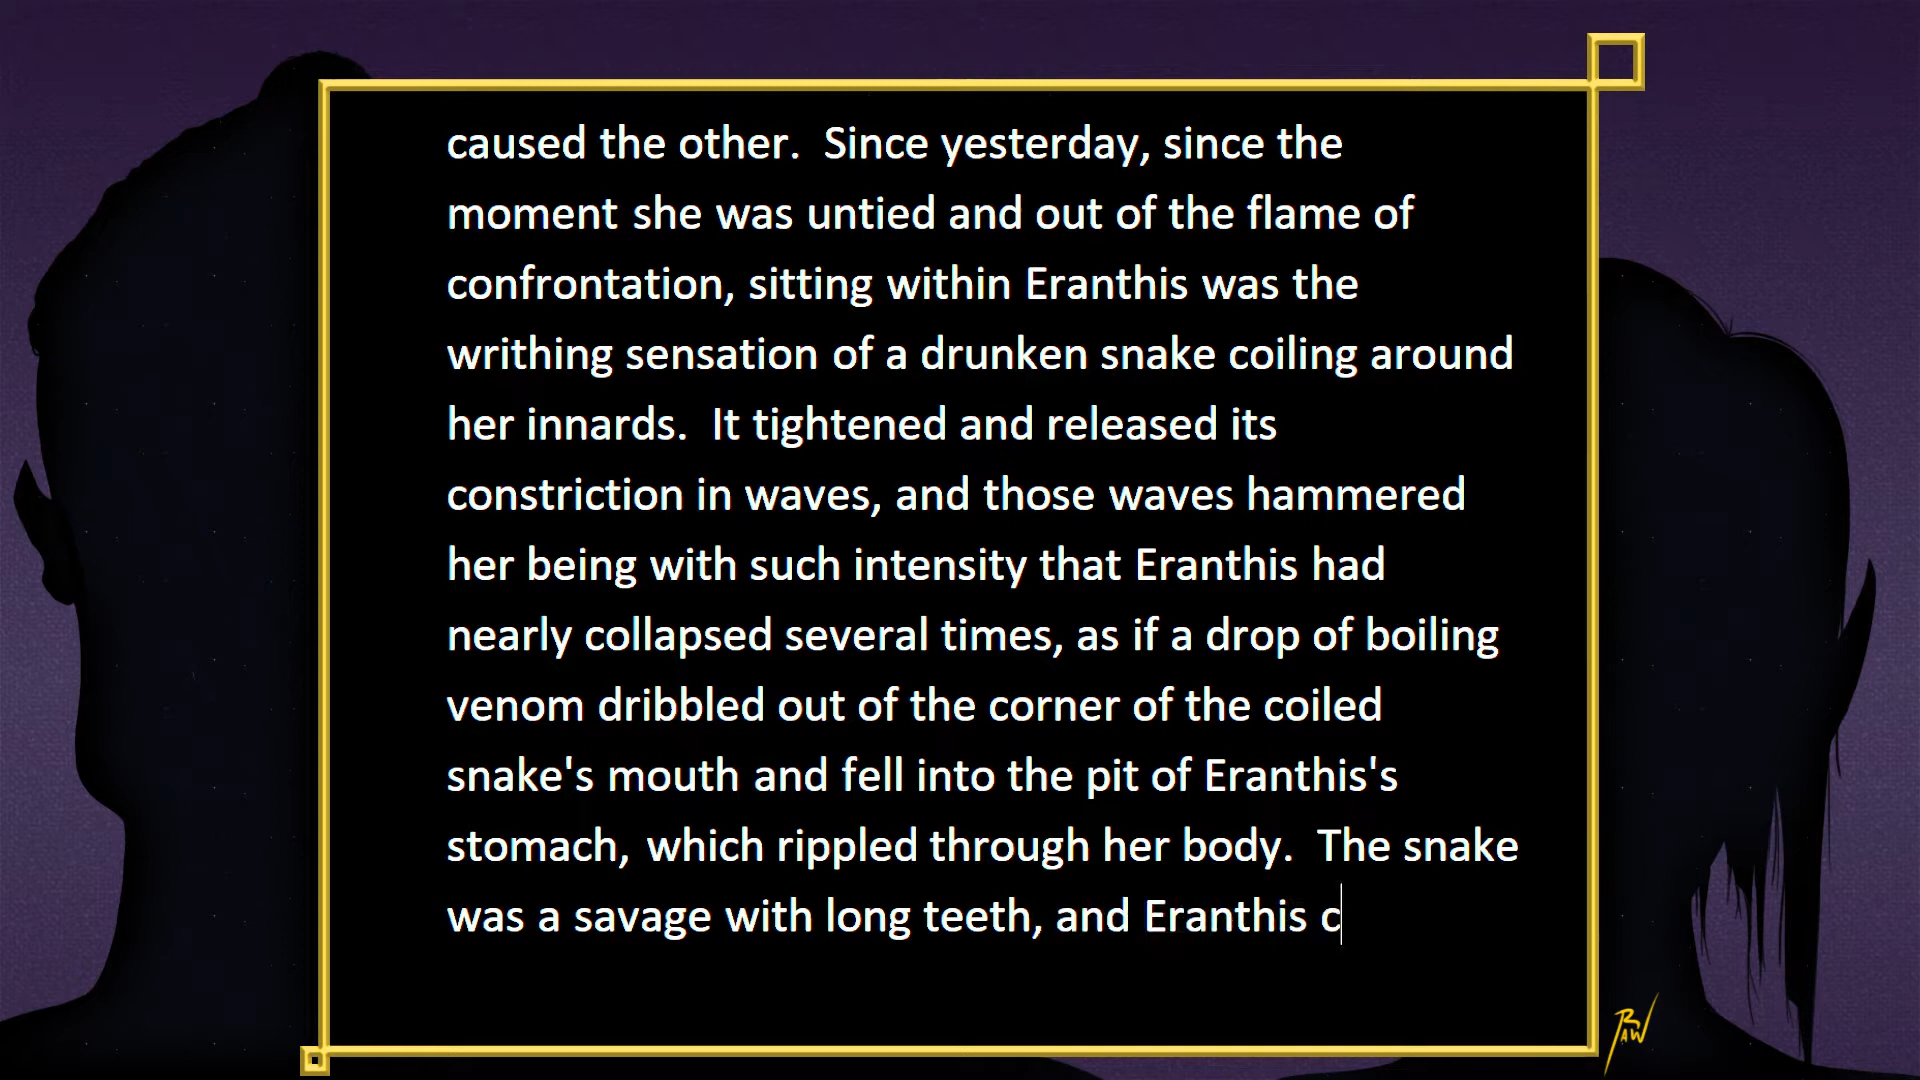 caused the other.  Since yesterday, since the
moment she was untied and out of the flame of
confrontation, sitting within Eranthis was the
writhing sensation of a drunken snake coiling around
her innards.  It tightened and released its
constriction in waves, and those waves hammered
her being with such intensity that Eranthis had
nearly collapsed several times, as if a drop of boiling
venom dribbled out of the corner of the coiled
snake's mouth and fell into the pit of Eranthis's
stomach, which rippled through her body.  The snake
was a savage with long teeth, and Eranthis c
RAW